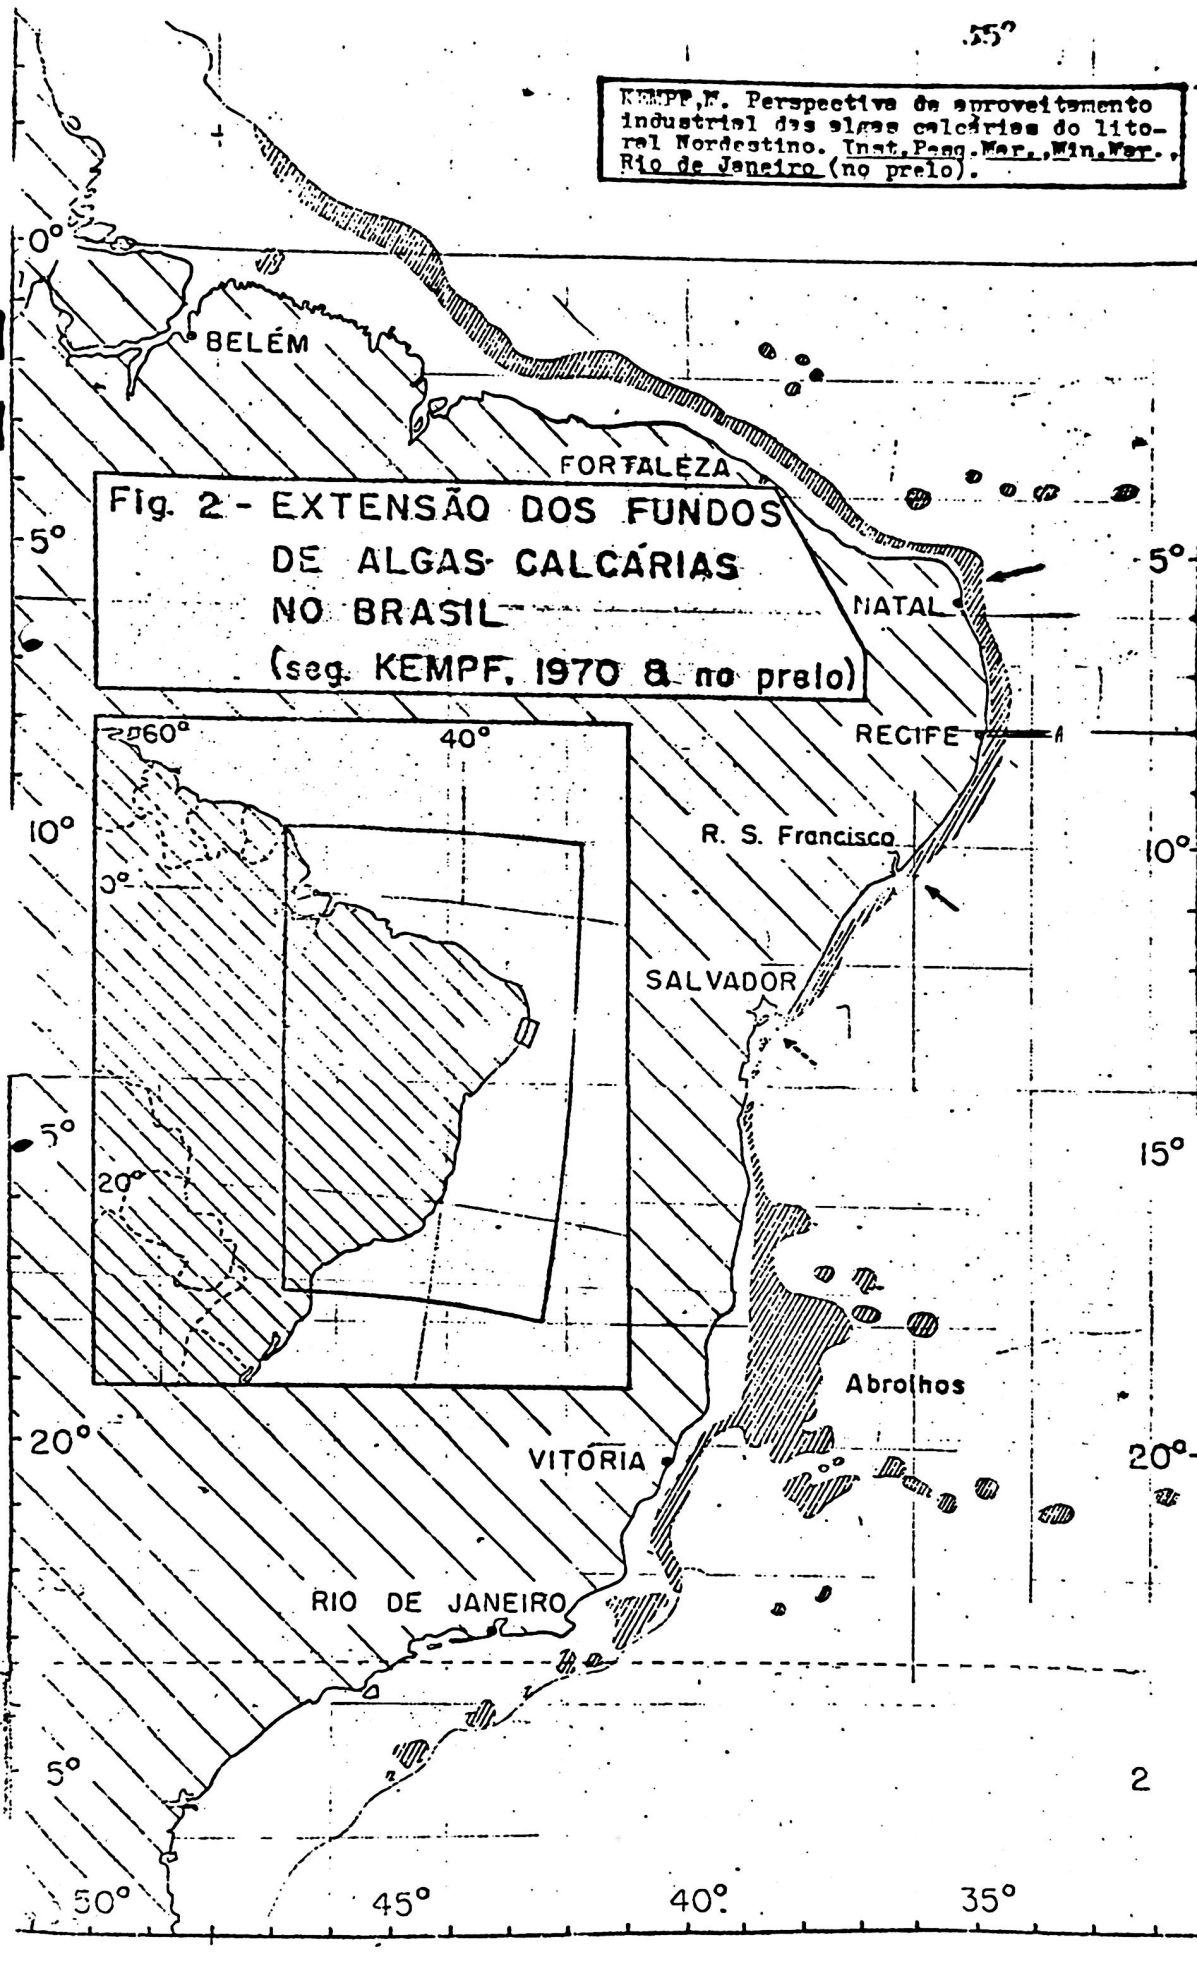 35°
KEMPF,M. Perspectiva de aproveitamento
industrial das algas calcárias do lito-
ral Nordestino. Inst.Pesq.Mar.,Min.Mar.,
Rio de Janeiro (no prelo).
0°
BELÉM
FORTALEZA
Fig. 2 - EXTENSÃO DOS FUNDOS
DE ALGAS CALCÁRIAS
NO BRASIL
(seg. KEMPF, 1970 & no prelo)
5°
5°
NATAL
RECIFE
A
60°
40°
0°
20°
10°
R. S. Francisco
10°
SALVADOR
5°
15°
Abrolhos
20°
VITÓRIA
20°
RIO DE JANEIRO
5°
2
50°
45°
40°
35°